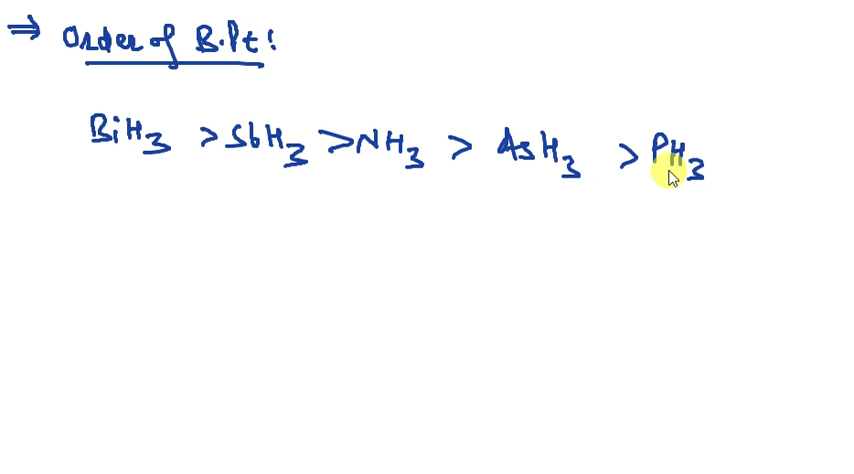 ⇒ Order of B.Pt:
BiH₃ > SbH₃ > NH₃ > AsH₃ > PH₃